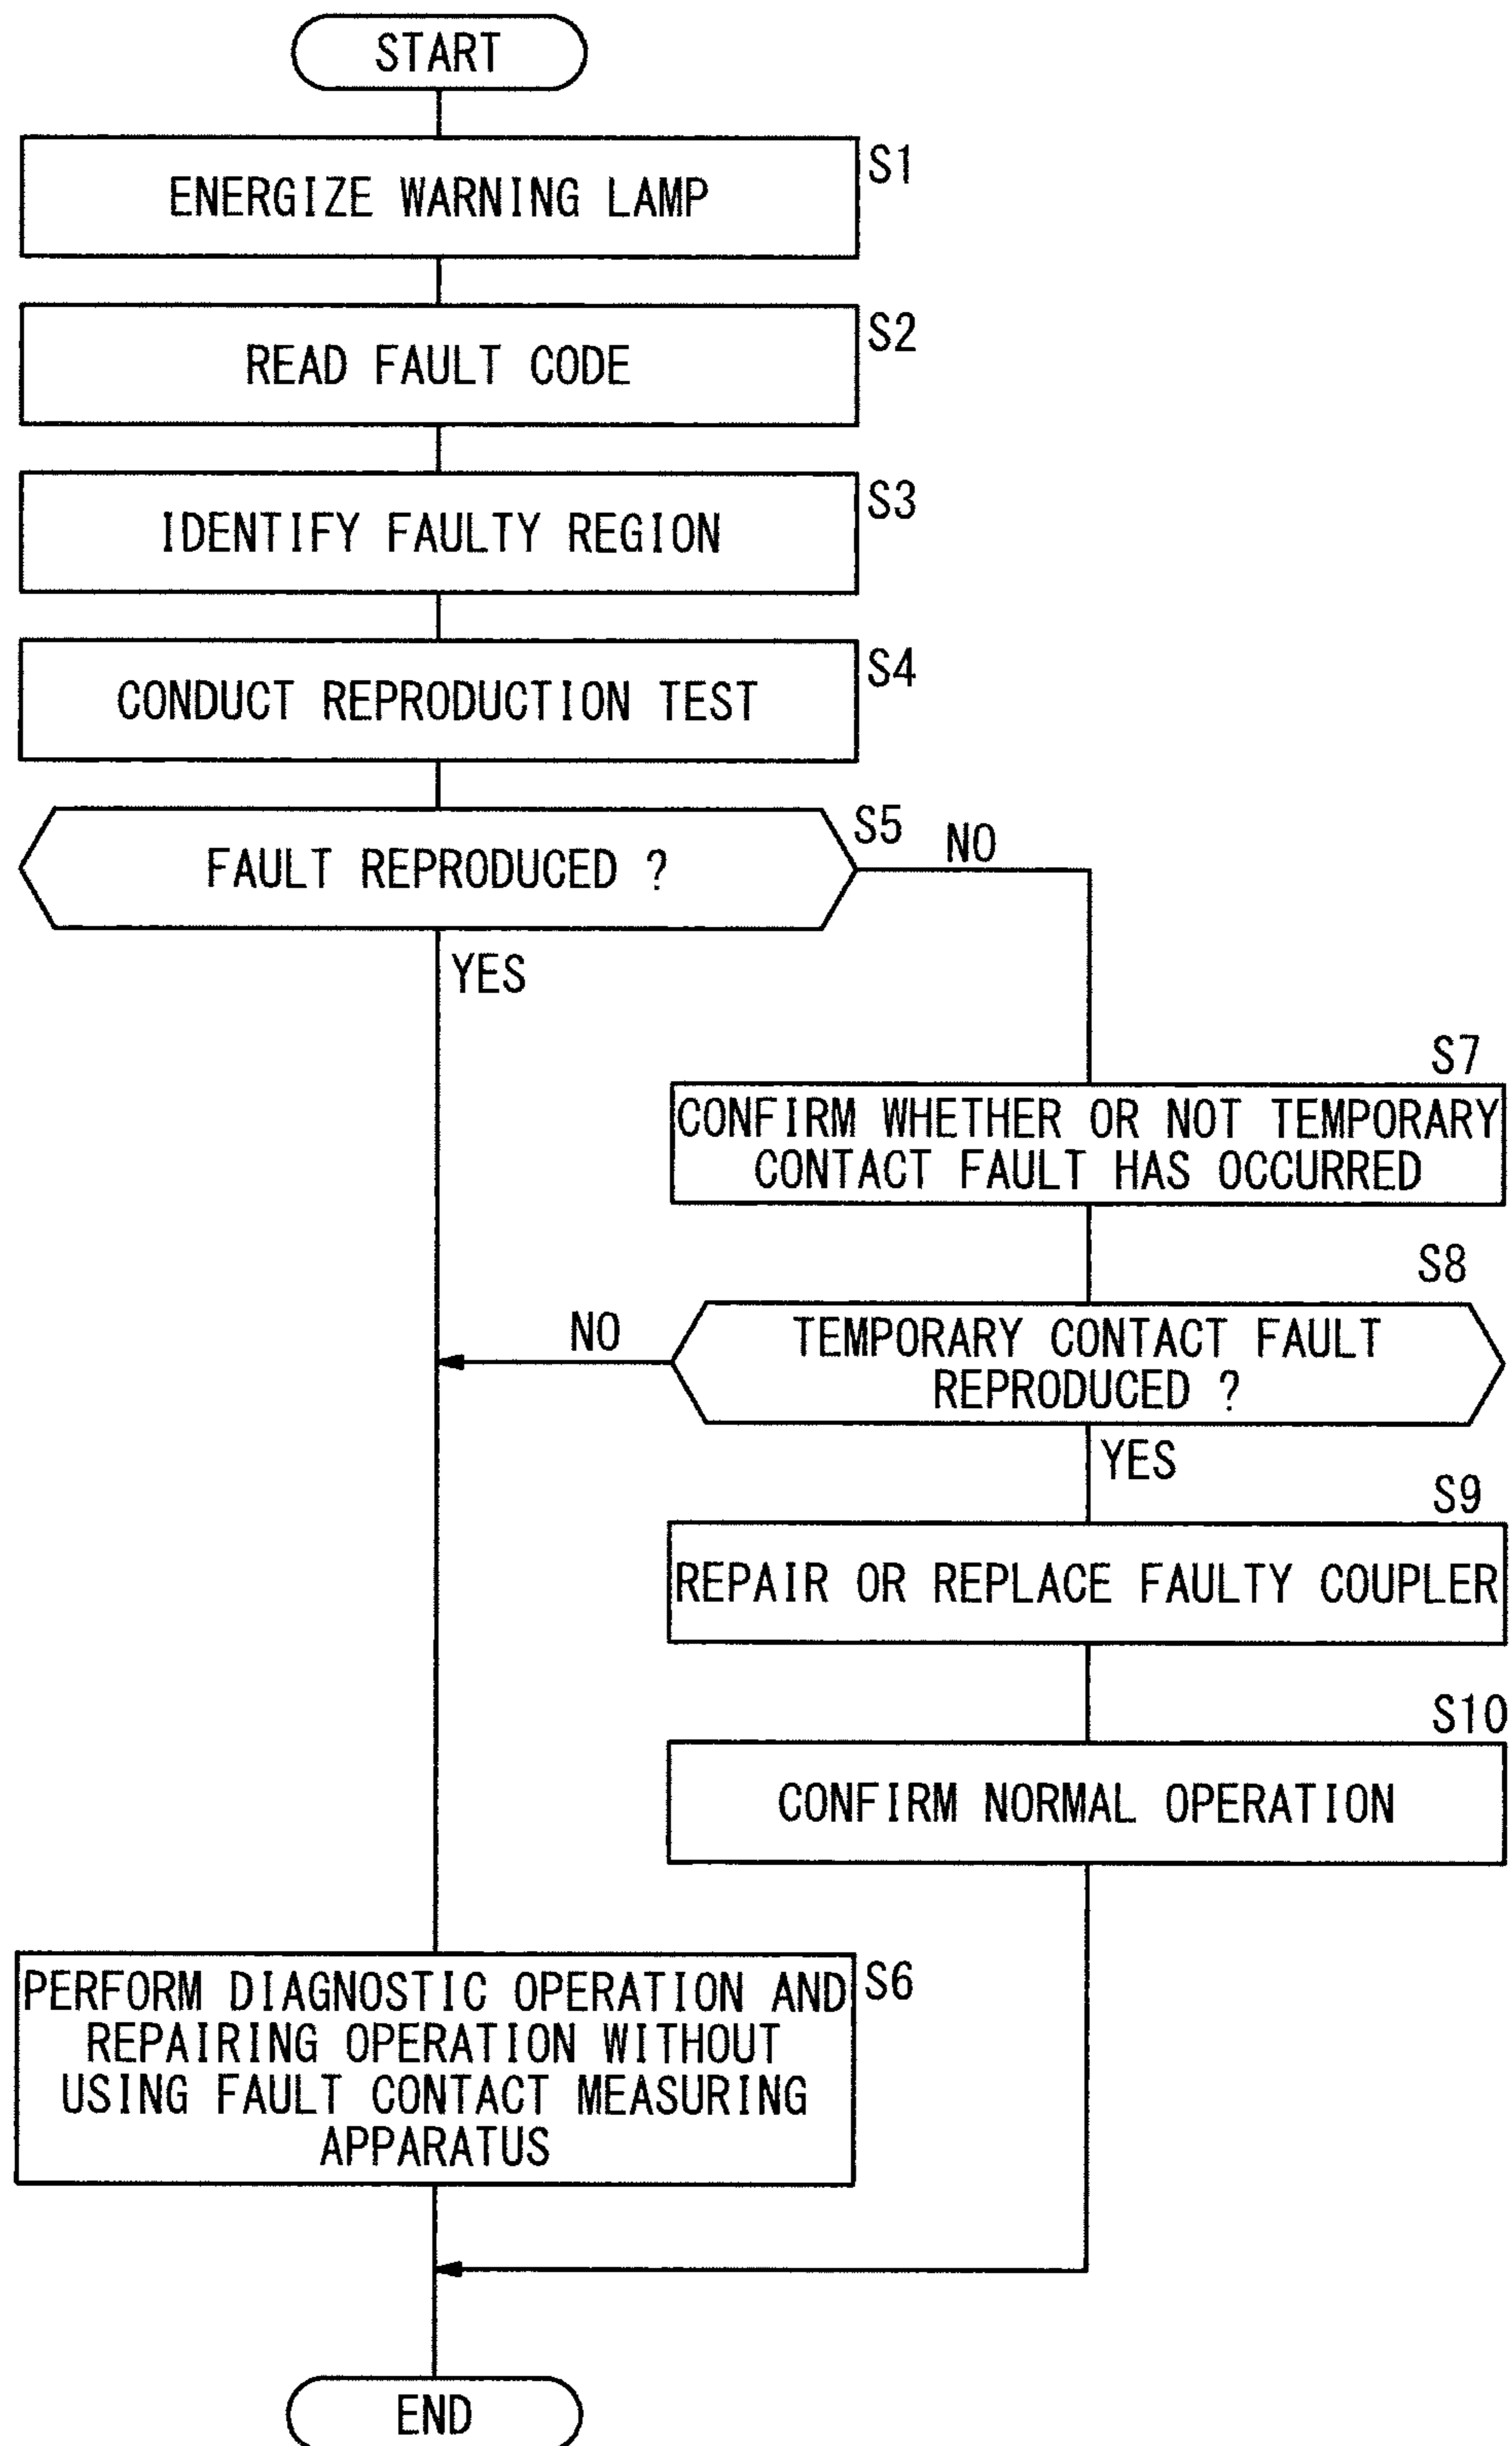 START
S1
ENERGIZE WARNING LAMP
S2
READ FAULT CODE
S3
IDENTIFY FAULTY REGION
S4
CONDUCT REPRODUCTION TEST
S5
NO
FAULT REPRODUCED ?
YES
S7
CONFIRM WHETHER OR NOT TEMPORARY
CONTACT FAULT HAS OCCURRED
S8
NO
TEMPORARY CONTACT FAULT
REPRODUCED ?
YES
S9
REPAIR OR REPLACE FAULTY COUPLER
S10
CONFIRM NORMAL OPERATION
S6
PERFORM DIAGNOSTIC OPERATION AND
REPAIRING OPERATION WITHOUT
USING FAULT CONTACT MEASURING
APPARATUS
END